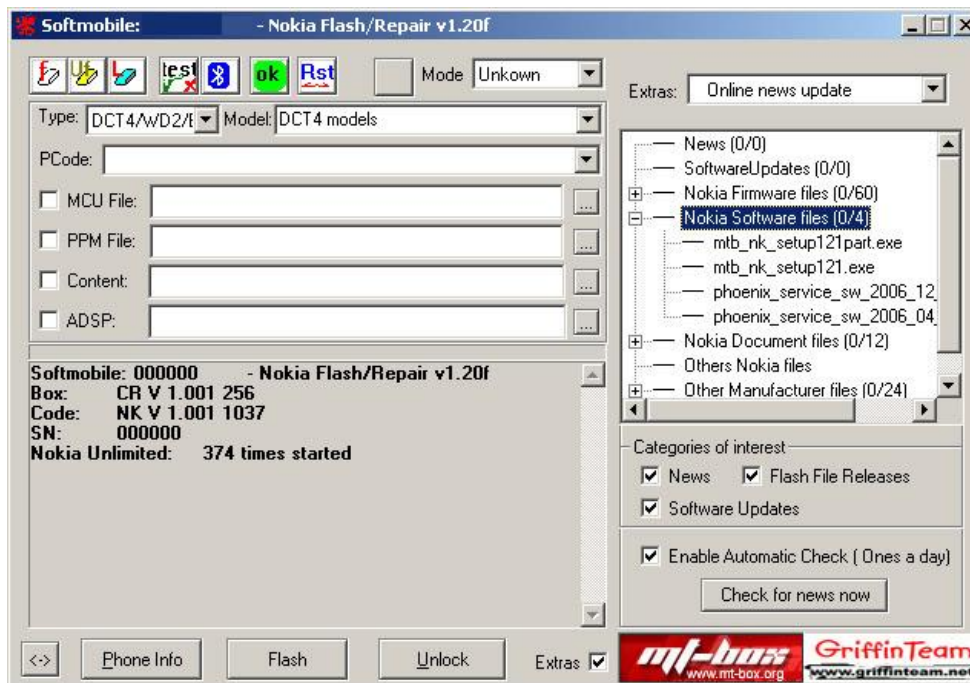 Softmobile: - Nokia Flash/Repair v1.20f
f Uf L test ok Rst Mode Unkown
Type: DCT4/WD2/ Model: DCT4 models
PCode:
MCU File: ...
PPM File: ...
Content: ...
ADSP: ...
Softmobile: 000000 - Nokia Flash/Repair v1.20f
Box: CR V 1.001 256
Code: NK V 1.001 1037
SN: 000000
Nokia Unlimited: 374 times started
<-> Phone Info Flash Unlock Extras
Extras: Online news update
News (0/0)
SoftwareUpdates (0/0)
Nokia Firmware files (0/60)
Nokia Software files (0/4)
mtb_nk_setup121part.exe
mtb_nk_setup121.exe
phoenix_service_sw_2006_12_
phoenix_service_sw_2006_04_
Nokia Document files (0/12)
Others Nokia files
Other Manufacturer files (0/24)
Categories of interest
News Flash File Releases
Software Updates
Enable Automatic Check ( Ones a day)
Check for news now
mt-box GriffinTeam
www.mt-box.org www.griffinteam.net